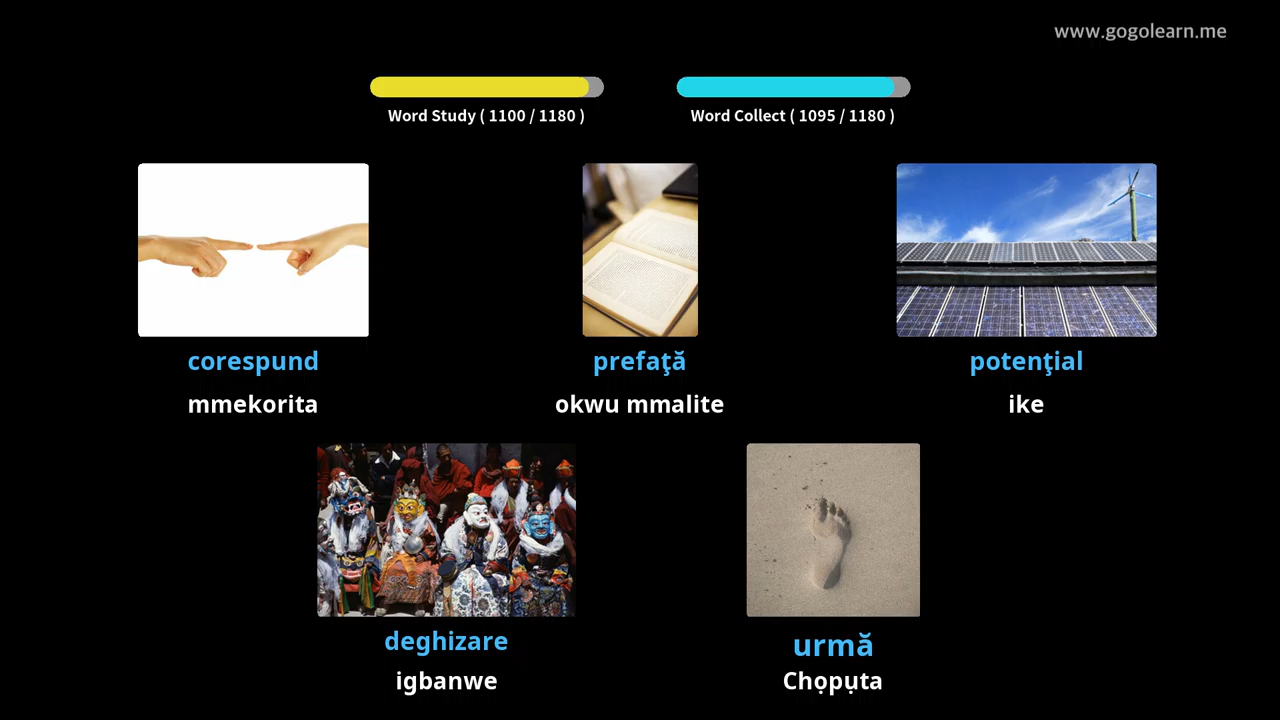 www.gogolearn.me
Word Study ( 1100 / 1180 )
Word Collect ( 1095 / 1180 )
corespund
prefaţă
potenţial
mmekorita
okwu mmalite
ike
deghizare
urmă
igbanwe
Chọpụta